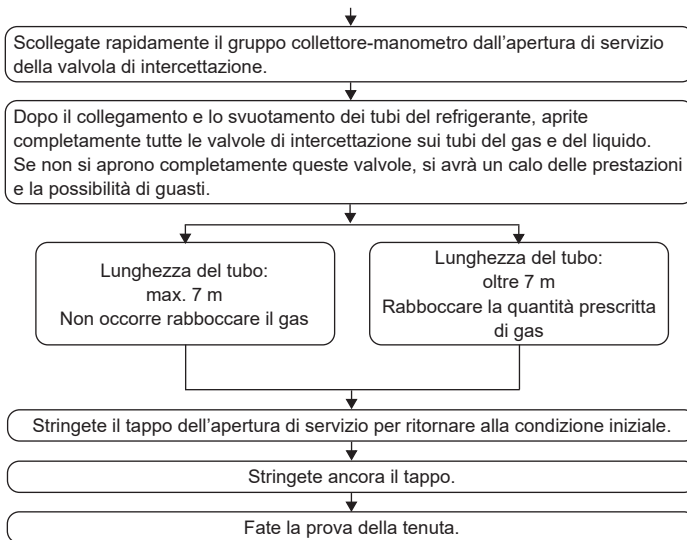 Scollegate rapidamente il gruppo collettore-manometro dall'apertura di servizio
della valvola di intercettazione.
Dopo il collegamento e lo svuotamento dei tubi del refrigerante, aprite
completamente tutte le valvole di intercettazione sui tubi del gas e del liquido.
Se non si aprono completamente queste valvole, si avrà un calo delle prestazioni
e la possibilità di guasti.
Lunghezza del tubo:
max. 7 m
Non occorre rabboccare il gas
Lunghezza del tubo:
oltre 7 m
Rabboccare la quantità prescritta
di gas
Stringete il tappo dell'apertura di servizio per ritornare alla condizione iniziale.
Stringete ancora il tappo.
Fate la prova della tenuta.